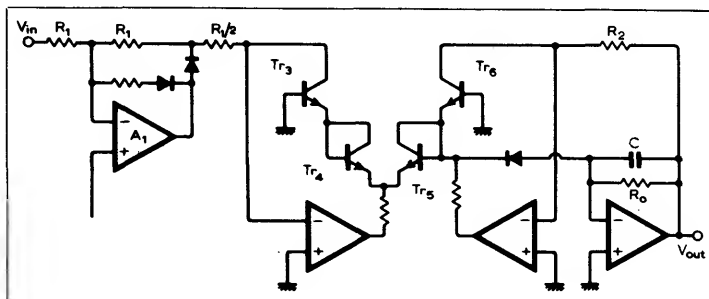 Vin
R1
R1
R1/2
R2
Tr3
Tr6
A1
Tr4
Tr5
C
Ro
Vout
−
+
−
+
−
+
−
+